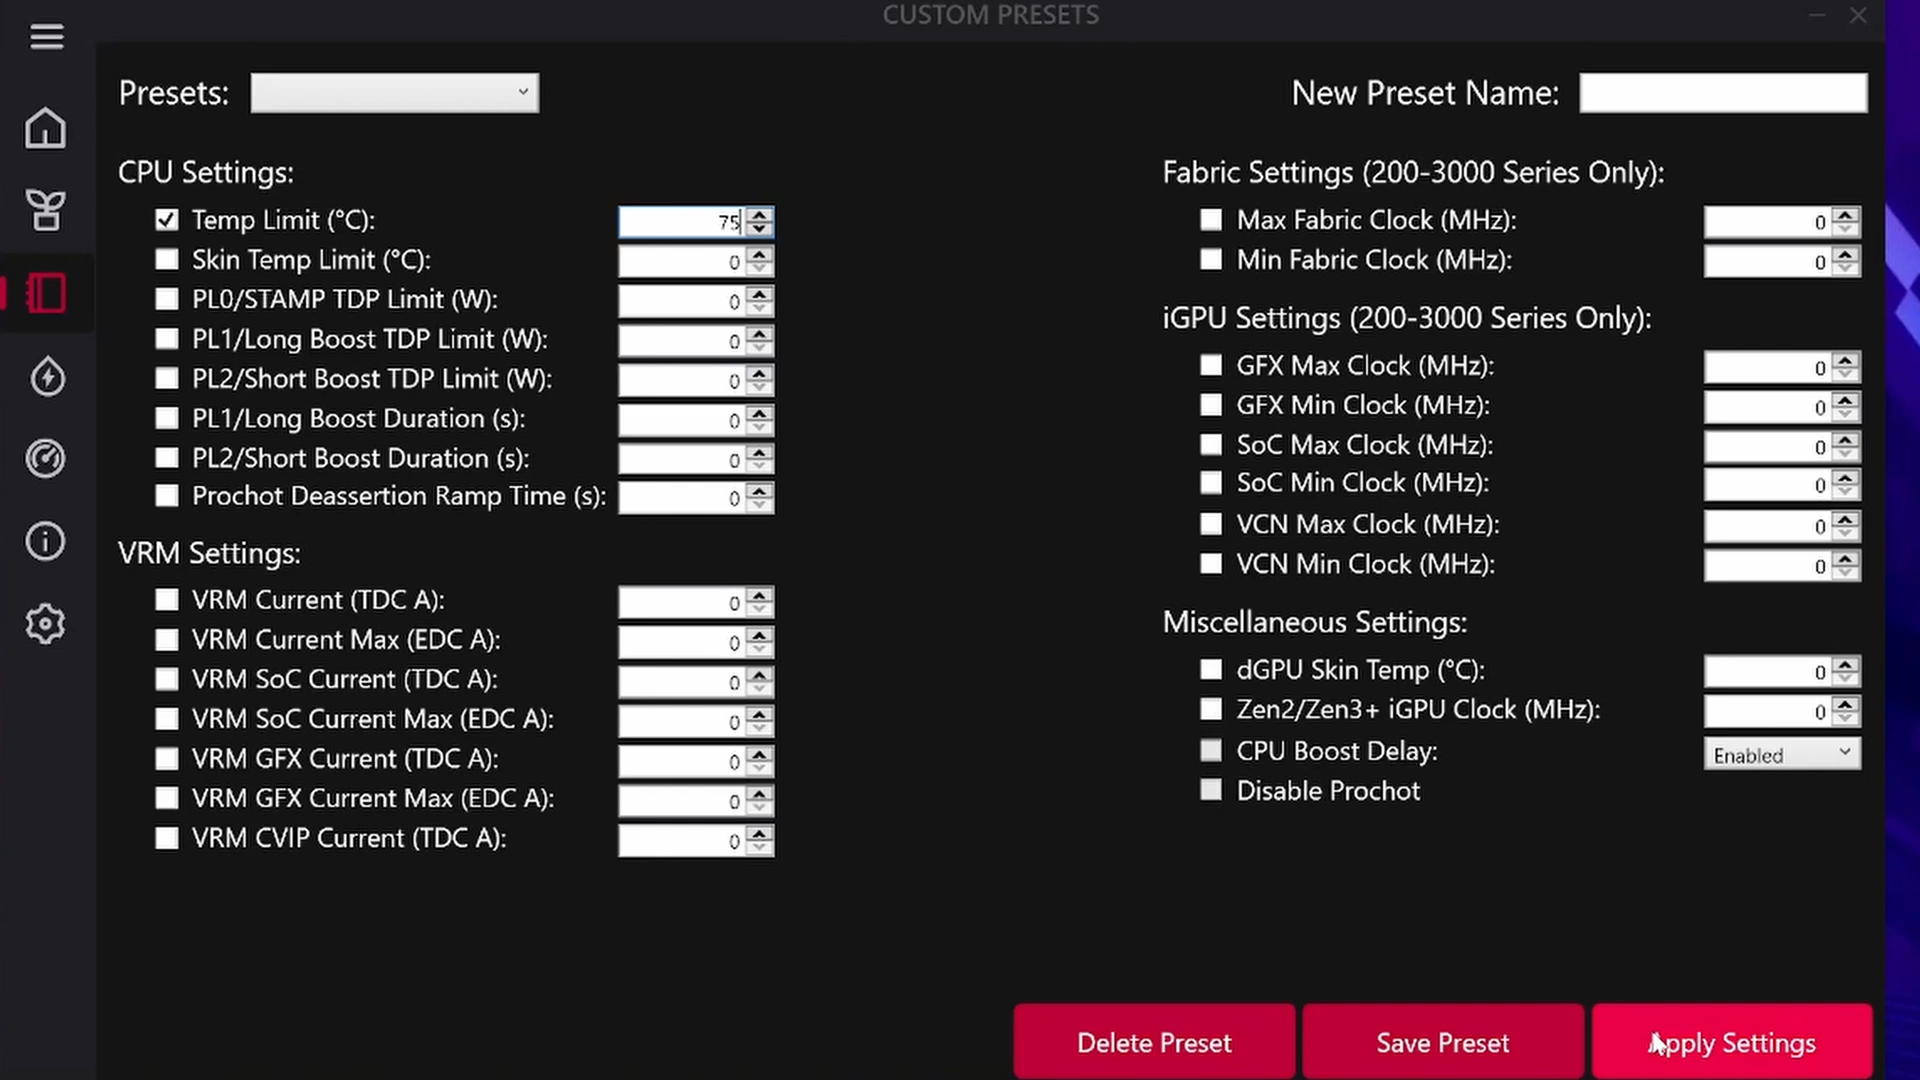 CUSTOM PRESETS
Presets:
New Preset Name:
CPU Settings:
Temp Limit (°C): 75
Skin Temp Limit (°C): 0
PL0/STAMP TDP Limit (W): 0
PL1/Long Boost TDP Limit (W): 0
PL2/Short Boost TDP Limit (W): 0
PL1/Long Boost Duration (s): 0
PL2/Short Boost Duration (s): 0
Prochot Deassertion Ramp Time (s): 0
VRM Settings:
VRM Current (TDC A): 0
VRM Current Max (EDC A): 0
VRM SoC Current (TDC A): 0
VRM SoC Current Max (EDC A): 0
VRM GFX Current (TDC A): 0
VRM GFX Current Max (EDC A): 0
VRM CVIP Current (TDC A): 0
Fabric Settings (200-3000 Series Only):
Max Fabric Clock (MHz): 0
Min Fabric Clock (MHz): 0
iGPU Settings (200-3000 Series Only):
GFX Max Clock (MHz): 0
GFX Min Clock (MHz): 0
SoC Max Clock (MHz): 0
SoC Min Clock (MHz): 0
VCN Max Clock (MHz): 0
VCN Min Clock (MHz): 0
Miscellaneous Settings:
dGPU Skin Temp (°C): 0
Zen2/Zen3+ iGPU Clock (MHz): 0
CPU Boost Delay: Enabled
Disable Prochot
Delete Preset
Save Preset
Apply Settings